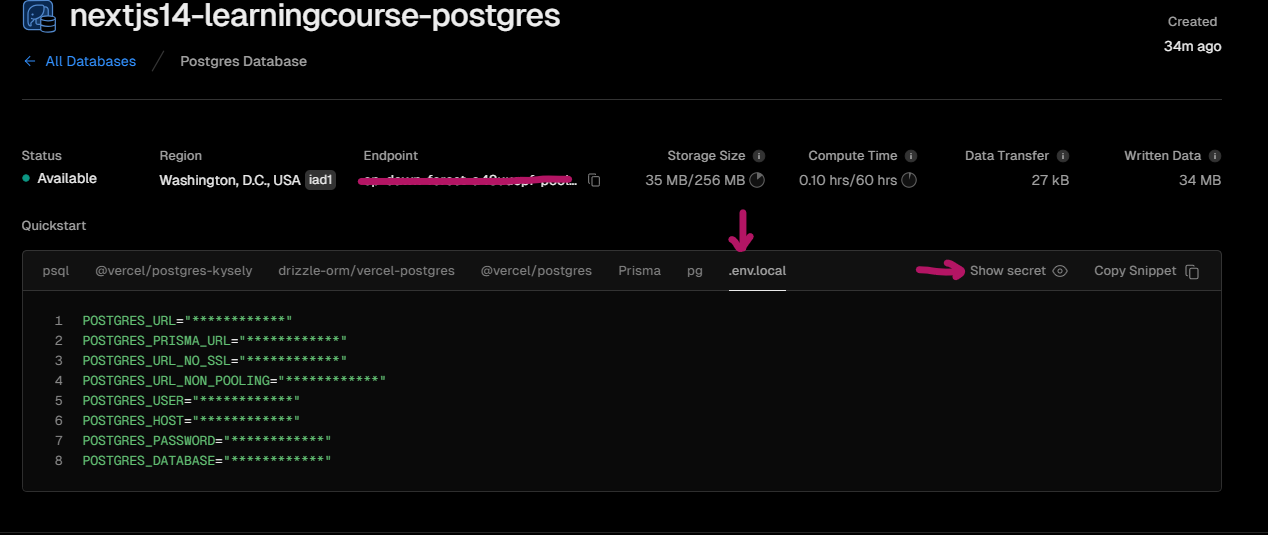 nextjs14-learningcourse-postgres
Created
34m ago
← All Databases / Postgres Database
Status Region Endpoint Storage Size Compute Time Data Transfer Written Data
Available Washington, D.C., USA iad1 35 MB/256 MB 0.10 hrs/60 hrs 27 kB 34 MB
Quickstart
psql @vercel/postgres-kysely drizzle-orm/vercel-postgres @vercel/postgres Prisma pg .env.local Show secret Copy Snippet
1 POSTGRES_URL="************"
2 POSTGRES_PRISMA_URL="************"
3 POSTGRES_URL_NO_SSL="************"
4 POSTGRES_URL_NON_POOLING="************"
5 POSTGRES_USER="************"
6 POSTGRES_HOST="************"
7 POSTGRES_PASSWORD="************"
8 POSTGRES_DATABASE="************"